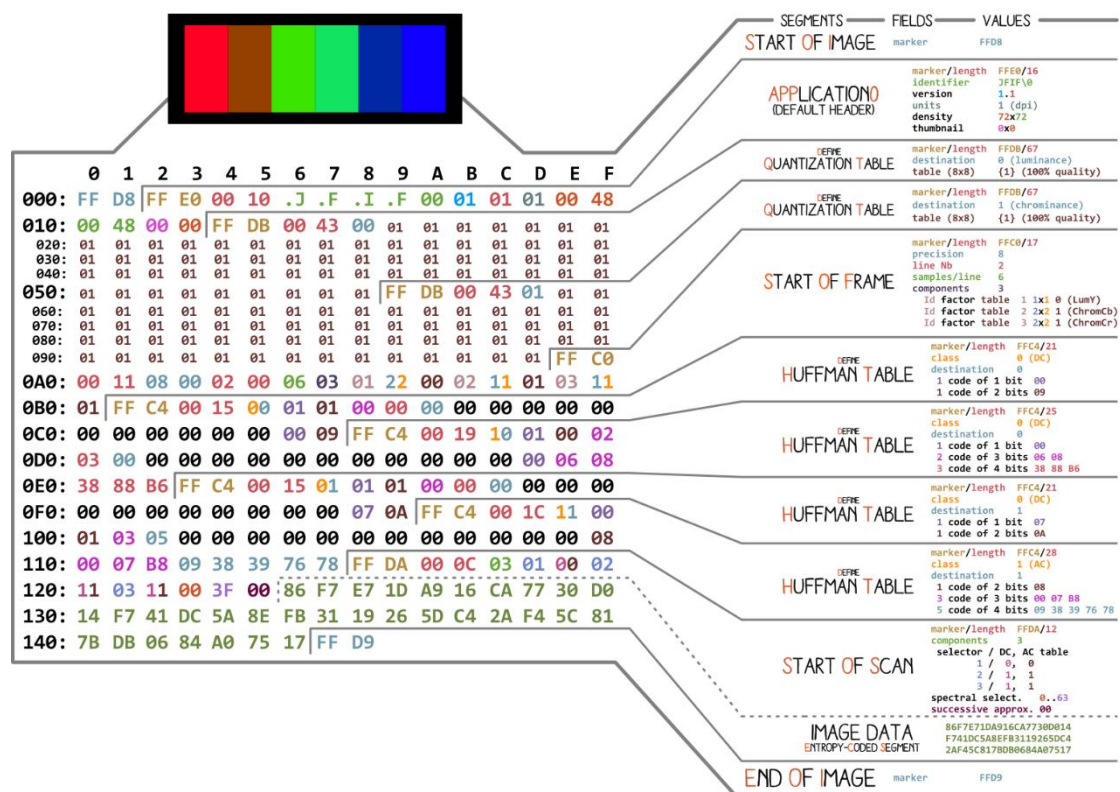 0 1 2 3 4 5 6 7 8 9 A B C D E F
000: FF D8 FF E0 00 10 .J .F .I .F 00 01 01 01 00 48
010: 00 48 00 00 FF DB 00 43 00 01 01 01 01 01 01 01
020: 01 01 01 01 01 01 01 01 01 01 01 01 01 01 01 01
030: 01 01 01 01 01 01 01 01 01 01 01 01 01 01 01 01
040: 01 01 01 01 01 01 01 01 01 01 01 01 01 01 01 01
050: 01 01 01 01 01 01 01 01 01 FF DB 00 43 01 01 01
060: 01 01 01 01 01 01 01 01 01 01 01 01 01 01 01 01
070: 01 01 01 01 01 01 01 01 01 01 01 01 01 01 01 01
080: 01 01 01 01 01 01 01 01 01 01 01 01 01 01 01 01
090: 01 01 01 01 01 01 01 01 01 01 01 01 01 01 FF C0
0A0: 00 11 08 00 02 00 06 03 01 22 00 02 11 01 03 11
0B0: 01 FF C4 00 15 00 01 01 00 00 00 00 00 00 00 00
0C0: 00 00 00 00 00 00 00 09 FF C4 00 19 10 01 00 02
0D0: 03 00 00 00 00 00 00 00 00 00 00 00 00 00 06 08
0E0: 38 88 B6 FF C4 00 15 01 01 01 00 00 00 00 00 00
0F0: 00 00 00 00 00 00 00 00 07 0A FF C4 00 1C 11 00
100: 01 03 05 00 00 00 00 00 00 00 00 00 00 00 00 08
110: 00 07 B8 09 38 39 76 78 FF DA 00 0C 03 01 00 02
120: 11 03 11 00 3F 00 86 F7 E7 1D A9 16 CA 77 30 D0
130: 14 F7 41 DC 5A 8E FB 31 19 26 5D C4 2A F4 5C 81
140: 7B DB 06 84 A0 75 17 FF D9
SEGMENTS FIELDS VALUES
START OF IMAGE marker FFD8
APPLICATION0
(DEFAULT HEADER)
marker/length FFE0/16
identifier JFIF\0
version 1.1
units 1 (dpi)
density 72x72
thumbnail 0x0
DEFINE
QUANTIZATION TABLE
marker/length FFDB/67
destination 0 (luminance)
table (8x8) {1} (100% quality)
DEFINE
QUANTIZATION TABLE
marker/length FFDB/67
destination 1 (chrominance)
table (8x8) {1} (100% quality)
START OF FRAME
marker/length FFC0/17
precision 8
line Nb 2
samples/line 6
components 3
Id factor table 1 1x1 0 (LumY)
Id factor table 2 2x2 1 (ChromCb)
Id factor table 3 2x2 1 (ChromCr)
DEFINE
HUFFMAN TABLE
marker/length FFC4/21
class 0 (DC)
destination 0
1 code of 1 bit 00
1 code of 2 bits 09
DEFINE
HUFFMAN TABLE
marker/length FFC4/25
class 1 (AC)
destination 0
1 code of 1 bit 00
2 code of 3 bits 06 08
3 code of 4 bits 38 88 B6
DEFINE
HUFFMAN TABLE
marker/length FFC4/21
class 0 (DC)
destination 1
1 code of 1 bit 07
1 code of 2 bits 0A
DEFINE
HUFFMAN TABLE
marker/length FFC4/28
class 1 (AC)
destination 1
1 code of 2 bits 08
3 code of 3 bits 00 07 B8
5 code of 4 bits 09 38 39 76 78
START OF SCAN
marker/length FFDA/12
components 3
selector / DC, AC table
1 / 0, 0
2 / 1, 1
3 / 1, 1
spectral select. 0..63
successive approx. 00
IMAGE DATA
ENTROPY-CODED SEGMENT
86F7E71DA916CA7730D014
F741DC5A8EFB3119265DC4
2AF45C817BDB0684A07517
END OF IMAGE marker FFD9